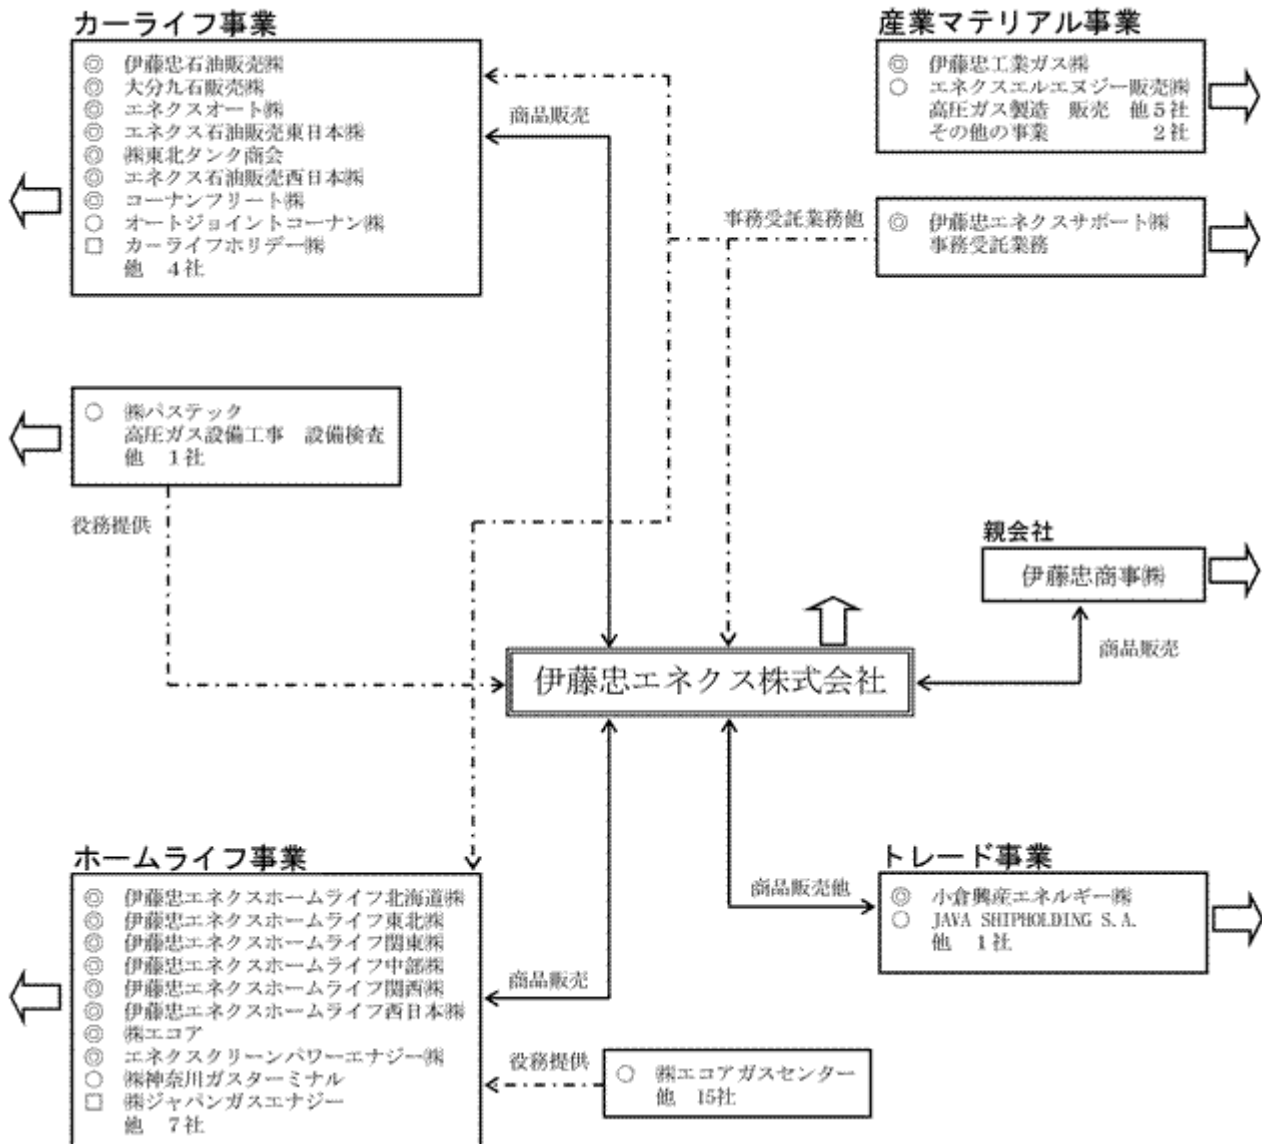 カーライフ事業
◎ 伊藤忠石油販売㈱
◎ 大分九石販売㈱
◎ エネクスオート㈱
◎ エネクス石油販売東日本㈱
◎ ㈱東北タンク商会
◎ エネクス石油販売西日本㈱
◎ コーナンフリート㈱
○ オートジョイントコーナン㈱
□ カーライフホリデー㈱
他 4社
商品販売
産業マテリアル事業
◎ 伊藤忠工業ガス㈱
○ エネクスエルエヌジー販売㈱
高圧ガス製造 販売 他5社
その他の事業 2社
事務受託業務他
◎ 伊藤忠エネクスサポート㈱
事務受託業務
○ ㈱パステック
高圧ガス設備工事 設備検査
他 1社
役務提供
親会社
伊藤忠商事㈱
商品販売
伊藤忠エネクス株式会社
ホームライフ事業
◎ 伊藤忠エネクスホームライフ北海道㈱
◎ 伊藤忠エネクスホームライフ東北㈱
◎ 伊藤忠エネクスホームライフ関東㈱
◎ 伊藤忠エネクスホームライフ中部㈱
◎ 伊藤忠エネクスホームライフ関西㈱
◎ 伊藤忠エネクスホームライフ西日本㈱
◎ ㈱エコア
◎ エネクスクリーンパワーエナジー㈱
○ ㈱神奈川ガスターミナル
□ ㈱ジャパンガスエナジー
他 7社
商品販売
役務提供
○ ㈱エコアガスセンター
他 15社
商品販売他
トレード事業
◎ 小倉興産エネルギー㈱
○ JAVA SHIPHOLDING S.A.
他 1社